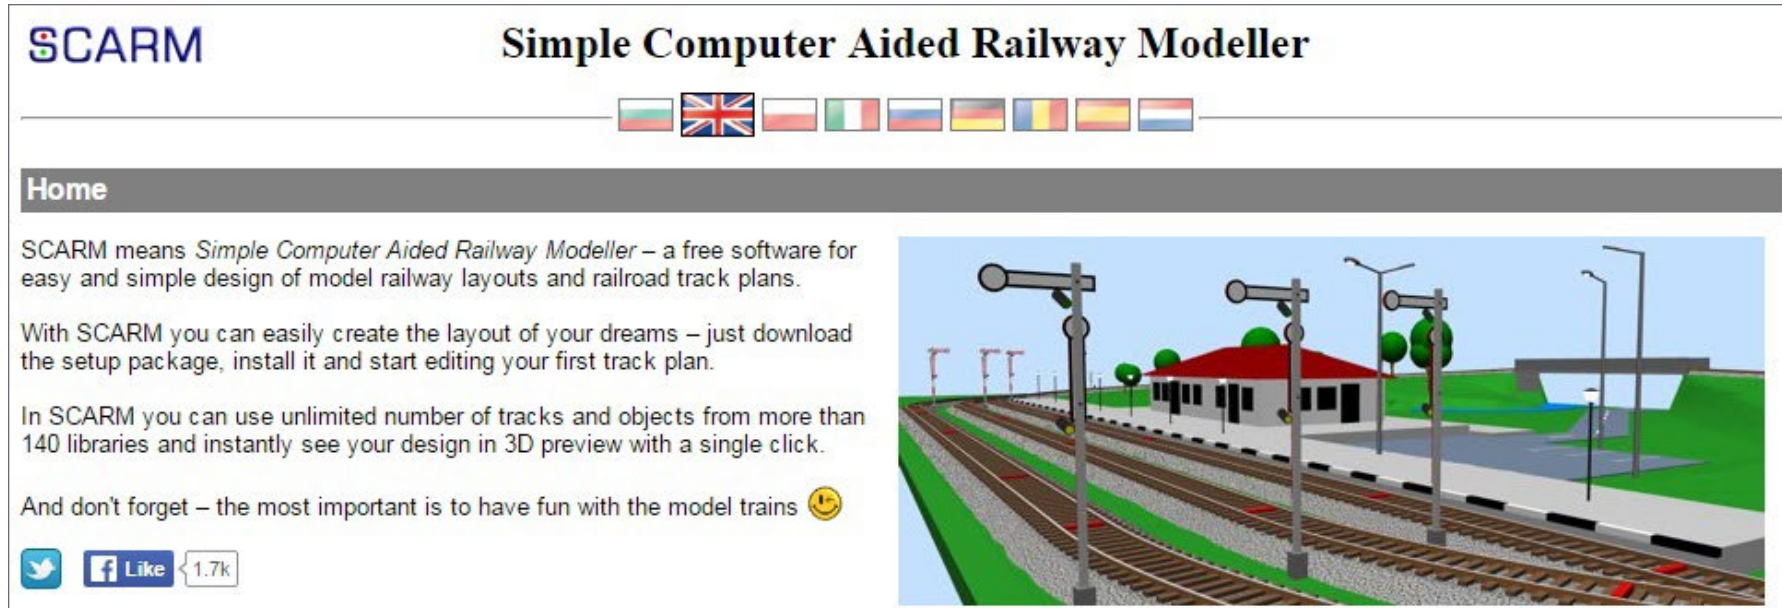 SCARM
Simple Computer Aided Railway Modeller
Home
SCARM means Simple Computer Aided Railway Modeller – a free software for
easy and simple design of model railway layouts and railroad track plans.
With SCARM you can easily create the layout of your dreams – just download
the setup package, install it and start editing your first track plan.
In SCARM you can use unlimited number of tracks and objects from more than
140 libraries and instantly see your design in 3D preview with a single click.
And don't forget – the most important is to have fun with the model trains
Like
1.7k